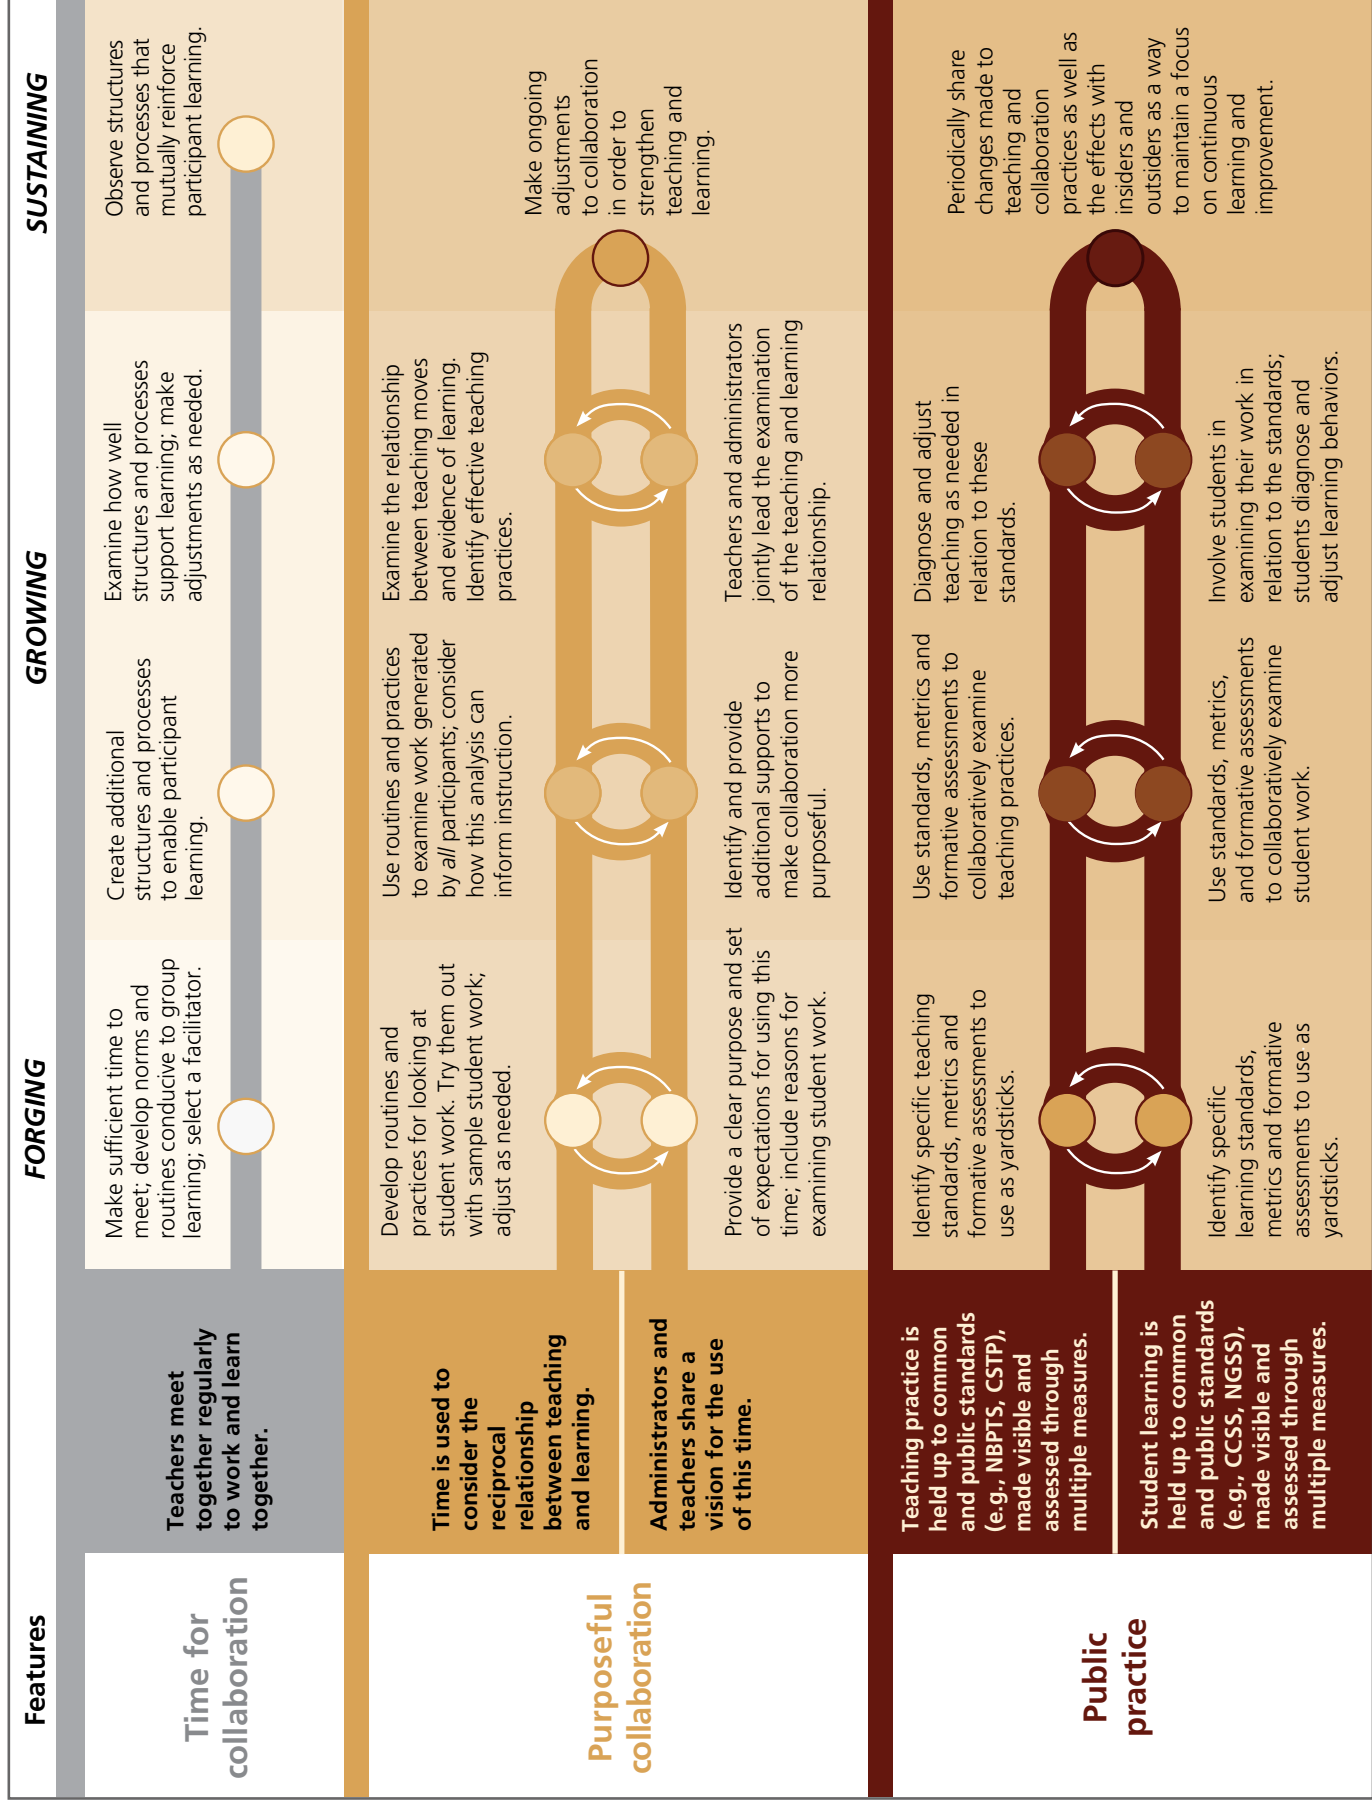 Features
FORGING
GROWING
SUSTAINING
Time for
collaboration
Teachers meet
together regularly
to work and learn
together.
Make sufficient time to
meet; develop norms and
routines conducive to group
learning; select a facilitator.
Create additional
structures and processes
to enable participant
learning.
Examine how well
structures and processes
support learning; make
adjustments as needed.
Observe structures
and processes that
mutually reinforce
participant learning.
Purposeful
collaboration
Time is used to
consider the
reciprocal
relationship
between teaching
and learning.
Develop routines and
practices for looking at
student work. Try them out
with sample student work;
adjust as needed.
Use routines and practices
to examine work generated
by all participants; consider
how this analysis can
inform instruction.
Examine the relationship
between teaching moves
and evidence of learning.
Identify effective teaching
practices.
Make ongoing
adjustments
to collaboration
in order to
strengthen
teaching and
learning.
Administrators and
teachers share a
vision for the use
of this time.
Provide a clear purpose and set
of expectations for using this
time; include reasons for
examining student work.
Identify and provide
additional supports to
make collaboration more
purposeful.
Teachers and administrators
jointly lead the examination
of the teaching and learning
relationship.
Public
practice
Teaching practice is
held up to common
and public standards
(e.g., NBPTS, CSTP),
made visible and
assessed through
multiple measures.
Identify specific teaching
standards, metrics and
formative assessments to
use as yardsticks.
Use standards, metrics and
formative assessments to
collaboratively examine
teaching practices.
Diagnose and adjust
teaching as needed in
relation to these
standards.
Periodically share
changes made to
teaching and
collaboration
practices as well as
the effects with
insiders and
outsiders as a way
to maintain a focus
on continuous
learning and
improvement.
Student learning is
held up to common
and public standards
(e.g., CCSS, NGSS),
made visible and
assessed through
multiple measures.
Identify specific
learning standards,
metrics and formative
assessments to use as
yardsticks.
Use standards, metrics,
and formative assessments
to collaboratively examine
student work.
Involve students in
examining their work in
relation to the standards;
students diagnose and
adjust learning behaviors.